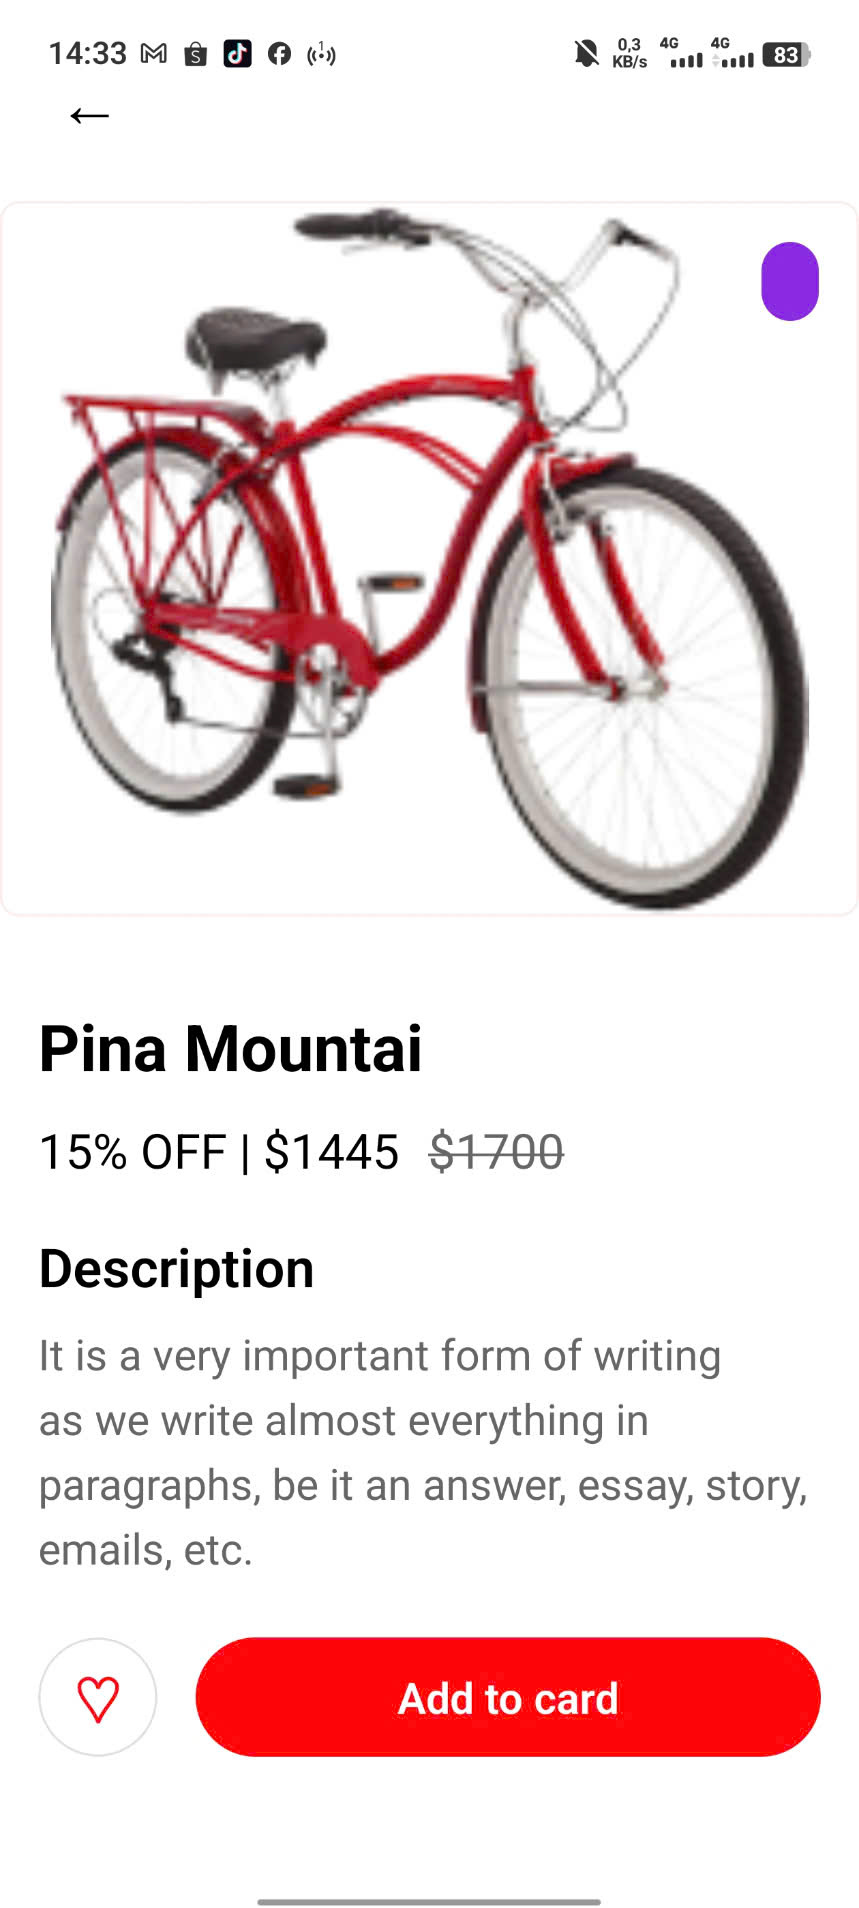 14:33
0,3
KB/s
4G
4G
83
Pina Mountai
15% OFF | $1445 $1700
Description
It is a very important form of writing
as we write almost everything in
paragraphs, be it an answer, essay, story,
emails, etc.
Add to card